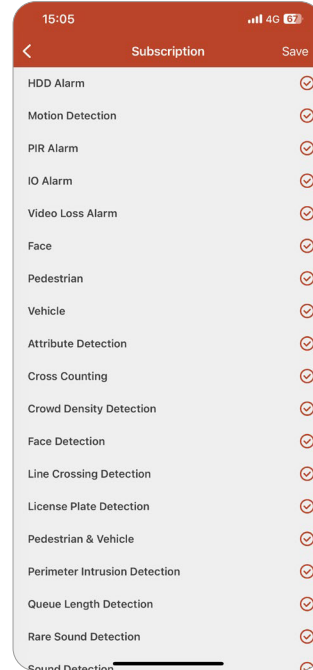 15:05 4G 67
Subscription Save
HDD Alarm
Motion Detection
PIR Alarm
IO Alarm
Video Loss Alarm
Face
Pedestrian
Vehicle
Attribute Detection
Cross Counting
Crowd Density Detection
Face Detection
Line Crossing Detection
License Plate Detection
Pedestrian & Vehicle
Perimeter Intrusion Detection
Queue Length Detection
Rare Sound Detection
Sound Detection